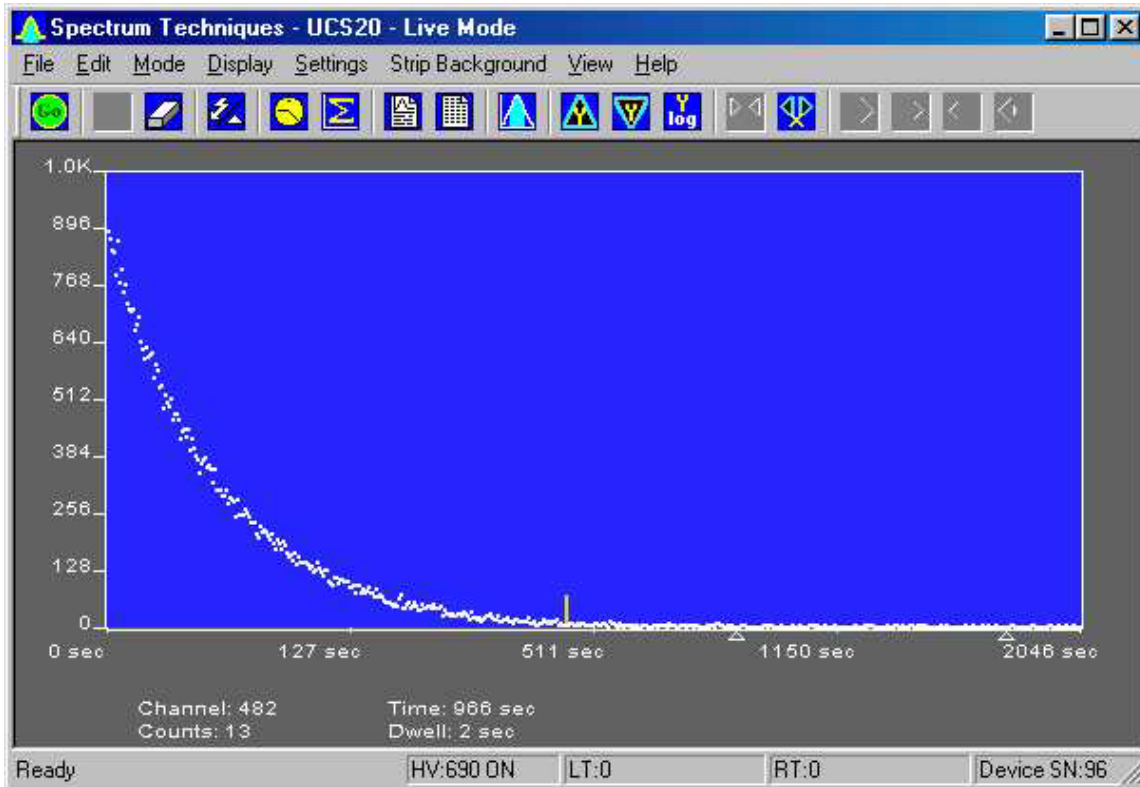 Spectrum Techniques - UCS20 - Live Mode
File Edit Mode Display Settings Strip Background View Help
Go Y log
1.0K
896
768
640
512
384
256
128
0
0 sec 127 sec 511 sec 1150 sec 2046 sec
Channel: 482 Time: 966 sec
Counts: 13 Dwell: 2 sec
Ready HV:690 ON LT:0 RT:0 Device SN:96